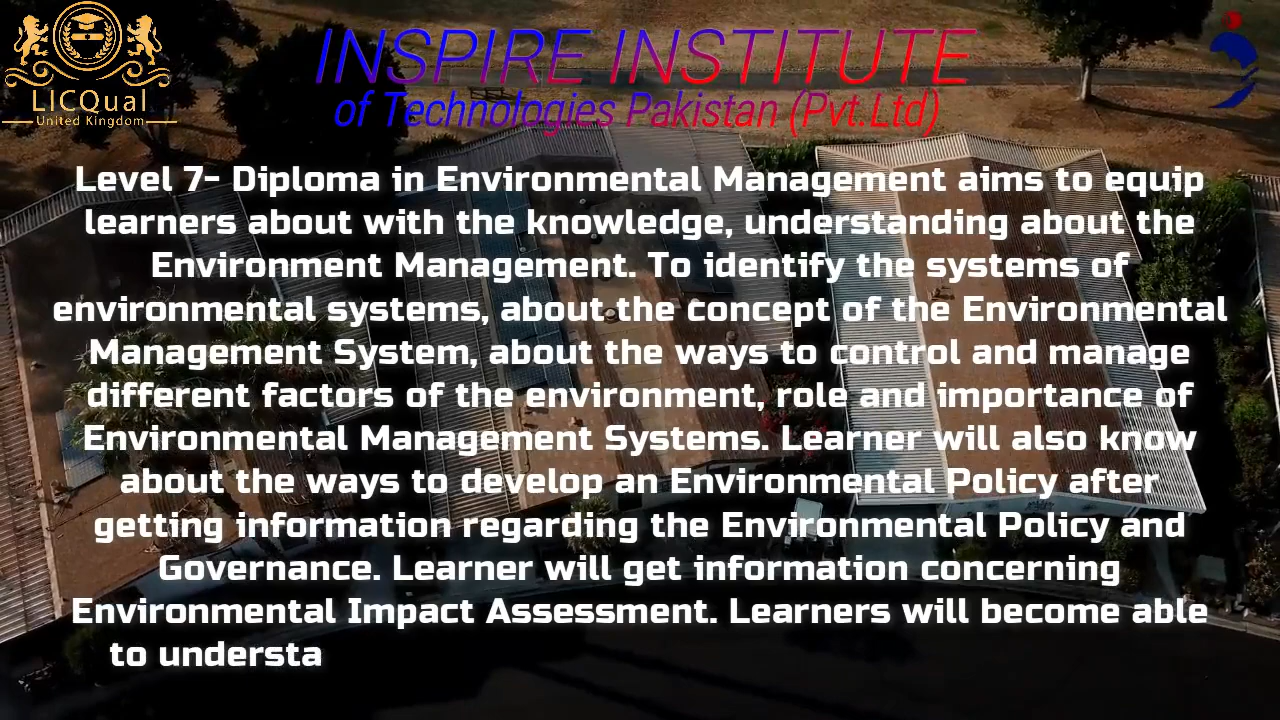 LICQual
United Kingdom
INSPIRE INSTITUTE
of Technologies Pakistan (Pvt.Ltd)
Level 7- Diploma in Environmental Management aims to equip
learners about with the knowledge, understanding about the
Environment Management. To identify the systems of
environmental systems, about the concept of the Environmental
Management System, about the ways to control and manage
different factors of the environment, role and importance of
Environmental Management Systems. Learner will also know
about the ways to develop an Environmental Policy after
getting information regarding the Environmental Policy and
Governance. Learner will get information concerning
Environmental Impact Assessment. Learners will become able
to understa